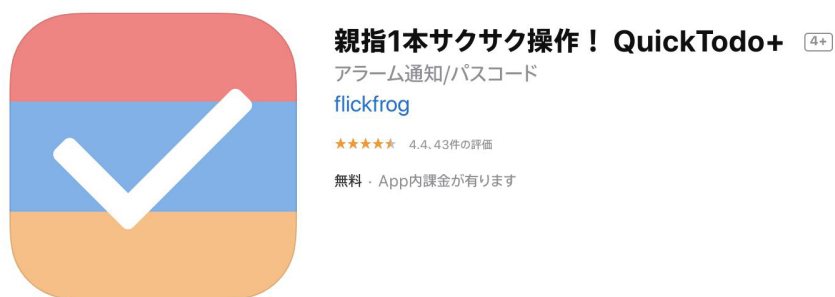 親指1本サクサク操作！ QuickTodo+ 4+
アラーム通知/パスコード
flickfrog
★★★★★ 4.4、43件の評価
無料 · App内課金が有ります